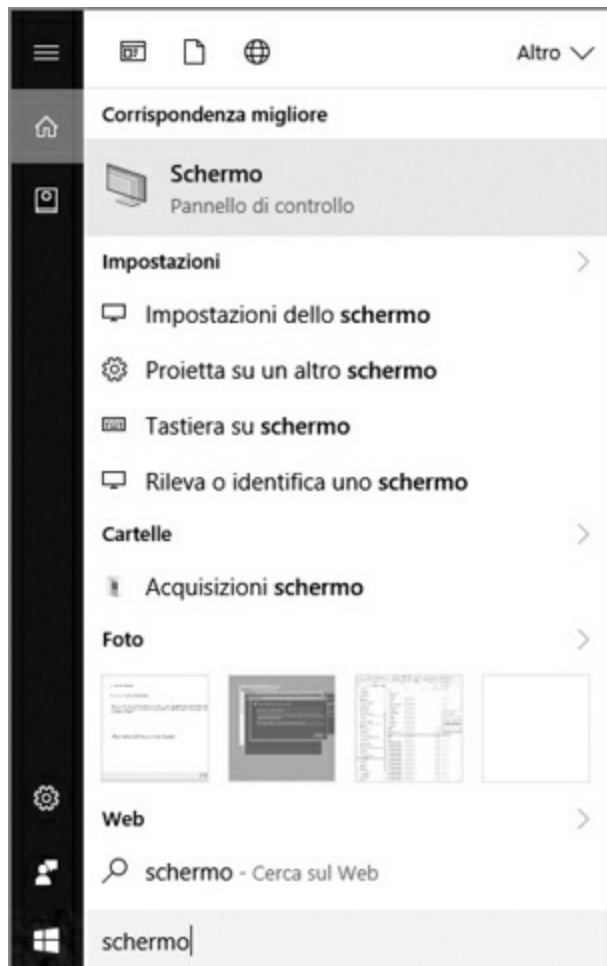 Altro
Corrispondenza migliore
Schermo
Pannello di controllo
Impostazioni
Impostazioni dello schermo
Proietta su un altro schermo
Tastiera su schermo
Rileva o identifica uno schermo
Cartelle
Acquisizioni schermo
Foto
Web
schermo - Cerca sul Web
schermo